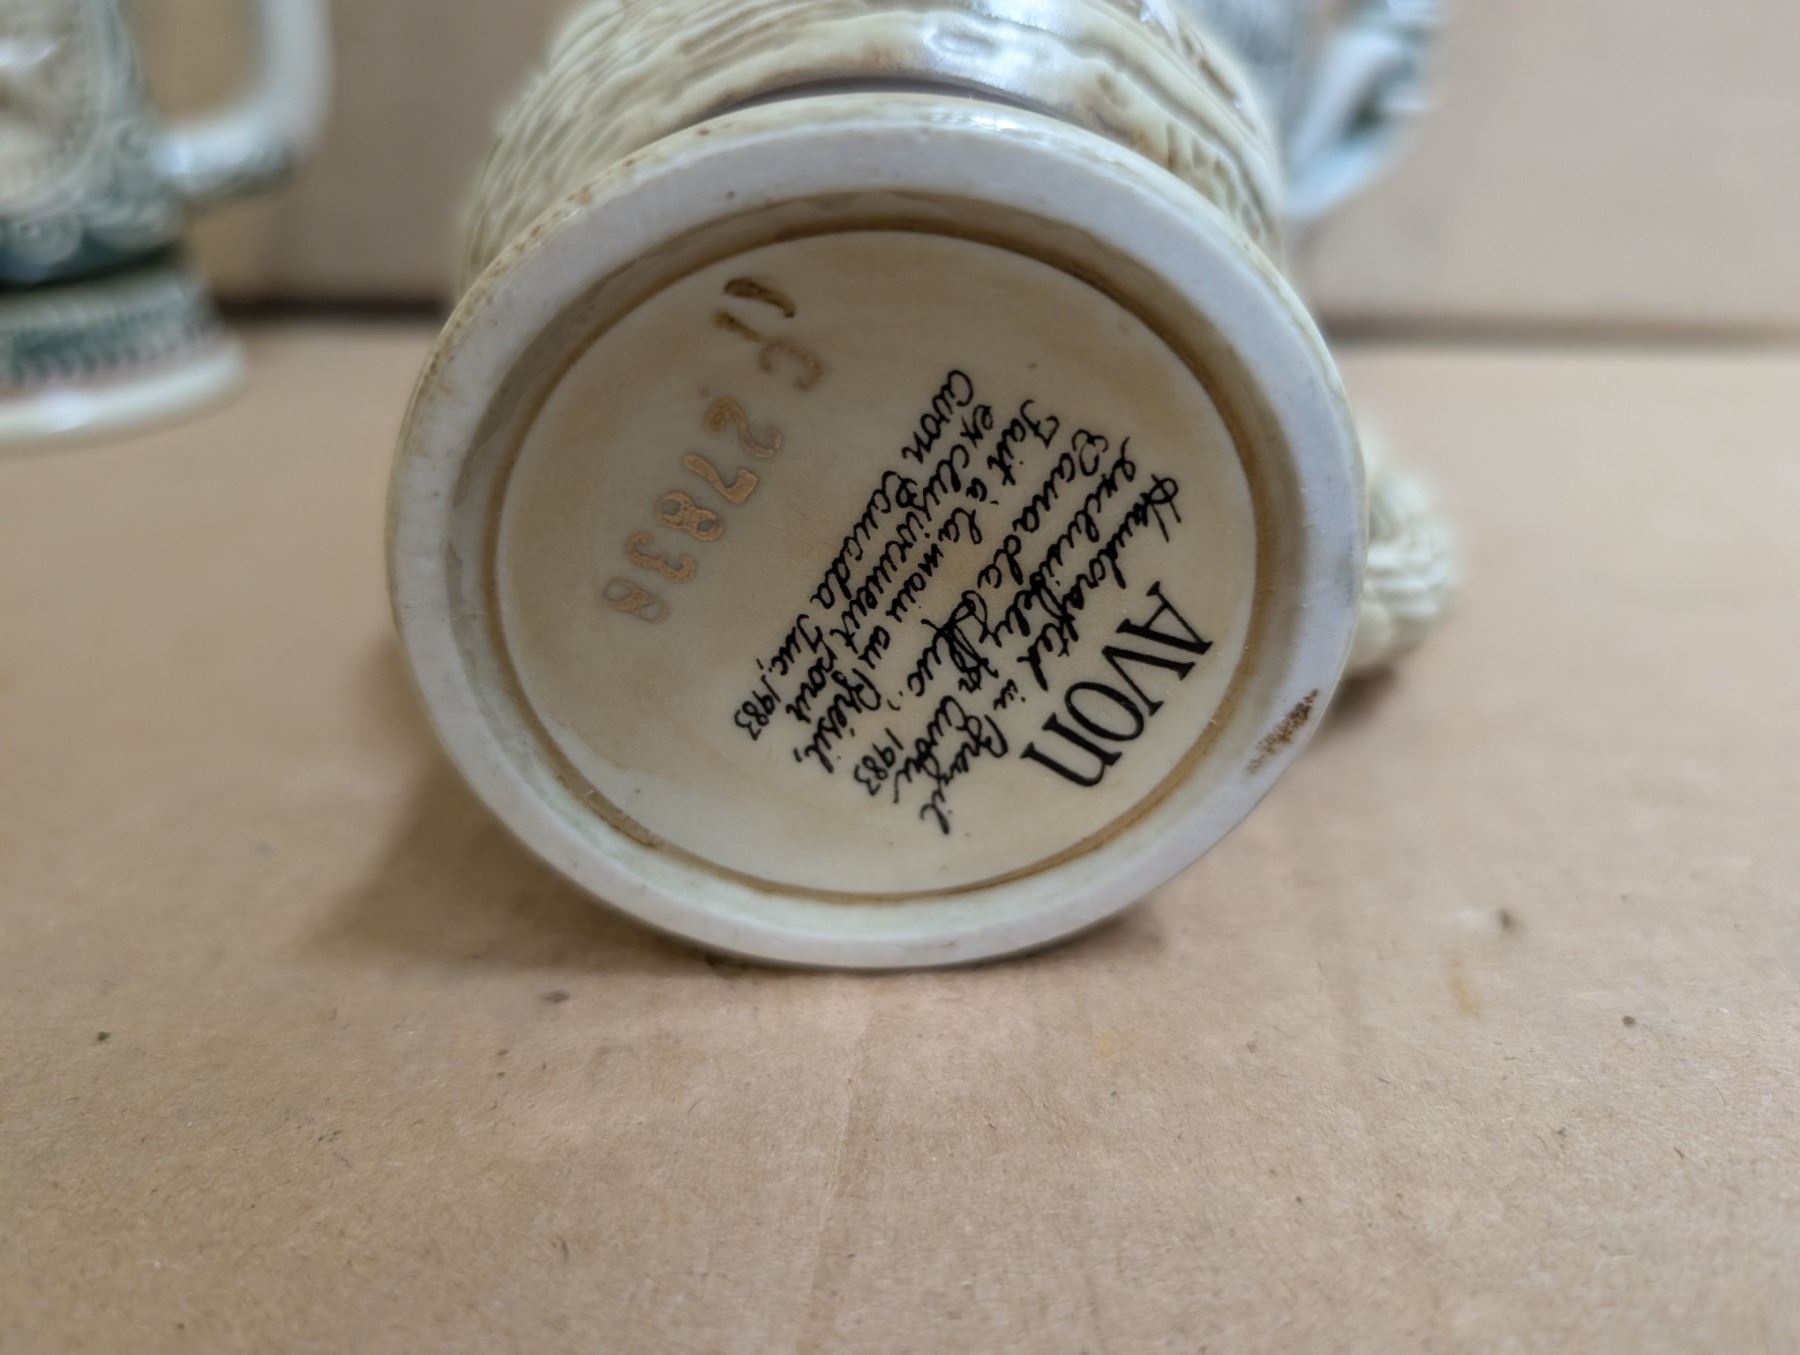 AVON
Handcrafted in Brazil
exclusively for Avon
Canada Inc., 1983
Fait à la main au Brésil,
exclusivement pour
Avon Canada Inc., 1983
27838